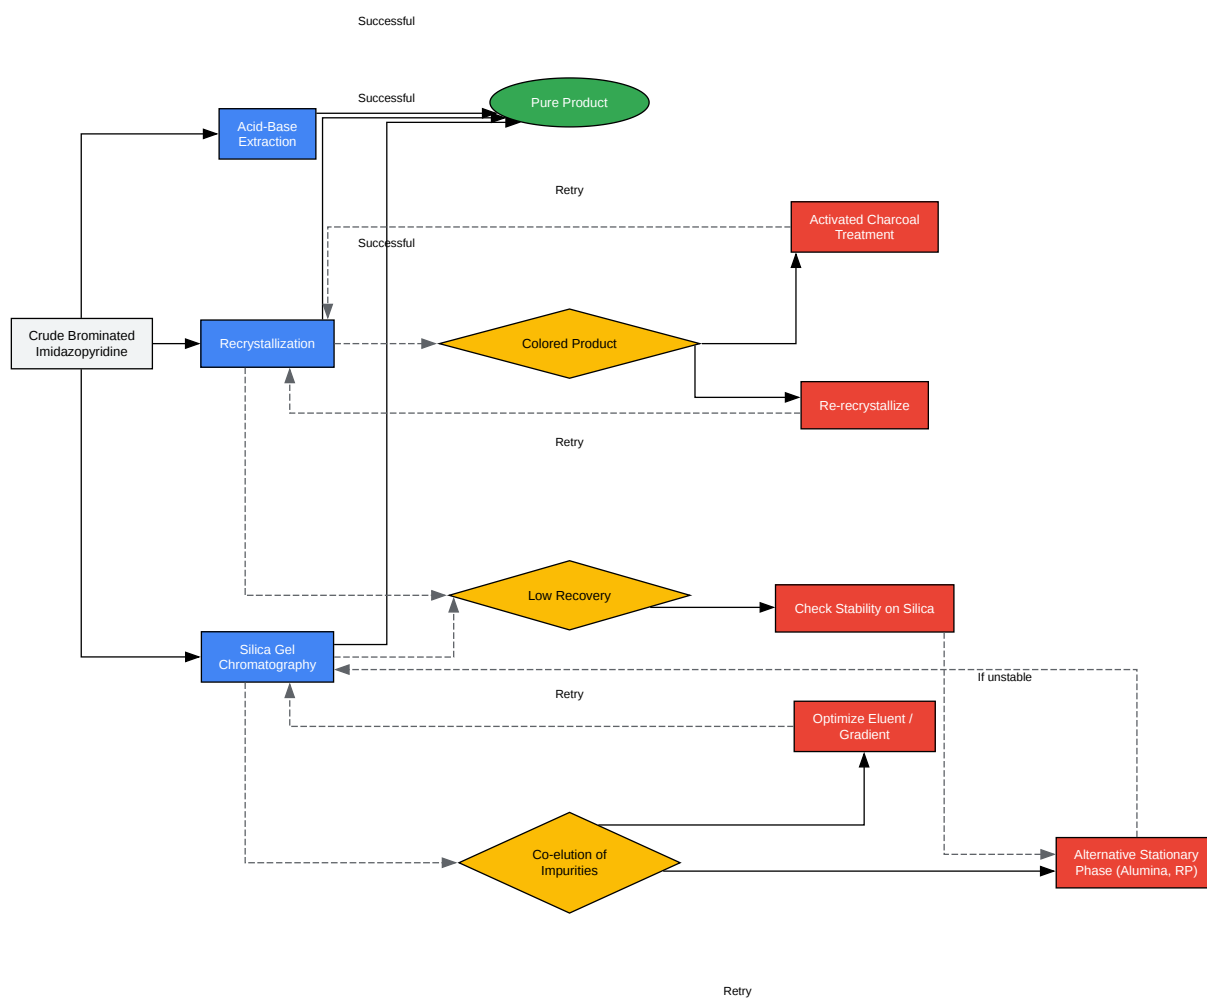 Successful
Successful
Pure Product
Acid-Base
Extraction
Retry
Activated Charcoal
Treatment
Successful
Crude Brominated
Imidazopyridine
Recrystallization
Colored Product
Re-recrystallize
Retry
Low Recovery
Check Stability on Silica
Silica Gel
Chromatography
If unstable
Retry
Optimize Eluent /
Gradient
Co-elution of
Impurities
Alternative Stationary
Phase (Alumina, RP)
Retry